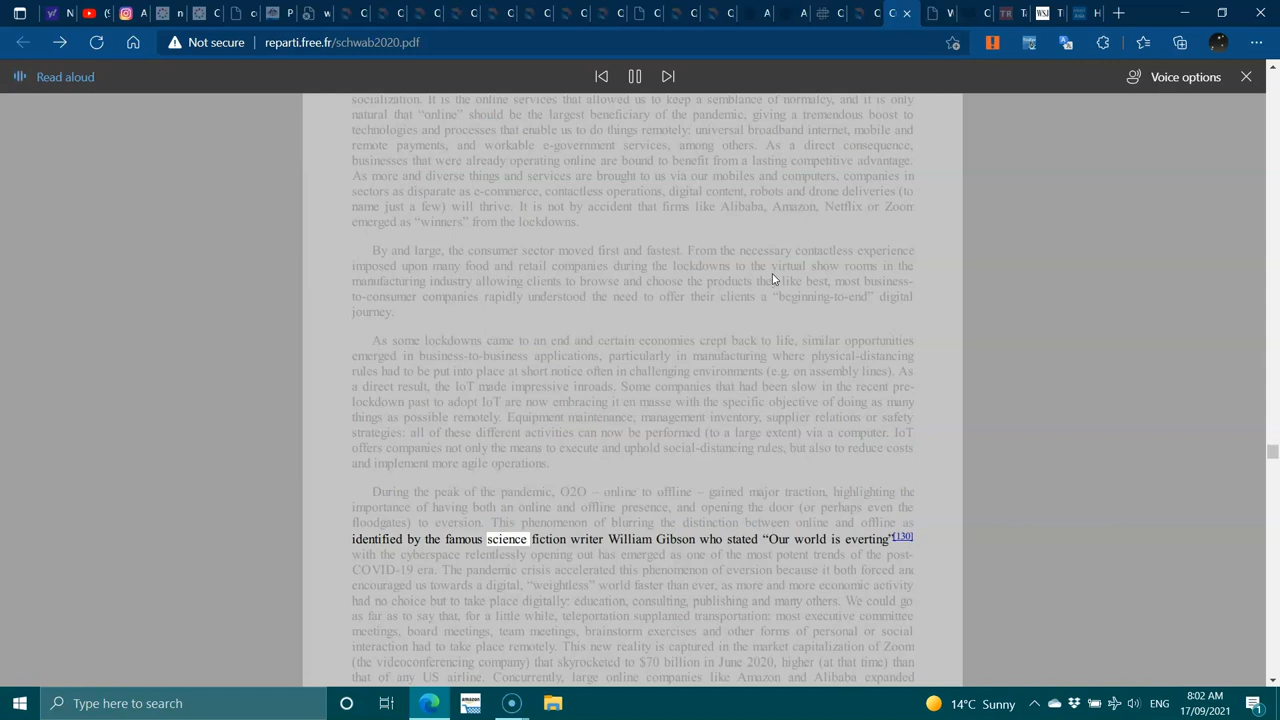 N
Y
C
n
C
C
w
C
C
C
C
C
C
C
C
A
A
C
C
C
W
C
TR T
WSJ T
H
Not secure reparti.free.fr/schwab2020.pdf
Read aloud
Voice options
socialization. It is the online services that allowed us to keep a semblance of normalcy, and it is only
natural that “online” should be the largest beneficiary of the pandemic, giving a tremendous boost to
technologies and processes that enable us to do things remotely: universal broadband internet, mobile and
remote payments, and workable e-government services, among others. As a direct consequence,
businesses that were already operating online are bound to benefit from a lasting competitive advantage.
As more and diverse things and services are brought to us via our mobiles and computers, companies in
sectors as disparate as e-commerce, contactless operations, digital content, robots and drone deliveries (to
name just a few) will thrive. It is not by accident that firms like Alibaba, Amazon, Netflix or Zoom
emerged as “winners” from the lockdowns.
By and large, the consumer sector moved first and fastest. From the necessary contactless experience
imposed upon many food and retail companies during the lockdowns to the virtual show rooms in the
manufacturing industry allowing clients to browse and choose the products they like best, most business-
to-consumer companies rapidly understood the need to offer their clients a “beginning-to-end” digital
journey.
As some lockdowns came to an end and certain economies crept back to life, similar opportunities
emerged in business-to-business applications, particularly in manufacturing where physical-distancing
rules had to be put into place at short notice often in challenging environments (e.g. on assembly lines). As
a direct result, the IoT made impressive inroads. Some companies that had been slow in the recent pre-
lockdown past to adopt IoT are now embracing it en masse with the specific objective of doing as many
things as possible remotely. Equipment maintenance, management inventory, supplier relations or safety
strategies: all of these different activities can now be performed (to a large extent) via a computer. IoT
offers companies not only the means to execute and uphold social-distancing rules, but also to reduce costs
and implement more agile operations.
During the peak of the pandemic, O2O – online to offline – gained major traction, highlighting the
importance of having both an online and offline presence, and opening the door (or perhaps even the
floodgates) to eversion. This phenomenon of blurring the distinction between online and offline as
identified by the famous science fiction writer William Gibson who stated “Our world is everting”[130]
with the cyberspace relentlessly opening out has emerged as one of the most potent trends of the post-
COVID-19 era. The pandemic crisis accelerated this phenomenon of eversion because it both forced and
encouraged us towards a digital, “weightless” world faster than ever, as more and more economic activity
had no choice but to take place digitally: education, consulting, publishing and many others. We could go
as far as to say that, for a little while, teleportation supplanted transportation: most executive committee
meetings, board meetings, team meetings, brainstorm exercises and other forms of personal or social
interaction had to take place remotely. This new reality is captured in the market capitalization of Zoom
(the videoconferencing company) that skyrocketed to $70 billion in June 2020, higher (at that time) than
that of any US airline. Concurrently, large online companies like Amazon and Alibaba expanded
Type here to search
14°C Sunny
ENG
8:02 AM
17/09/2021